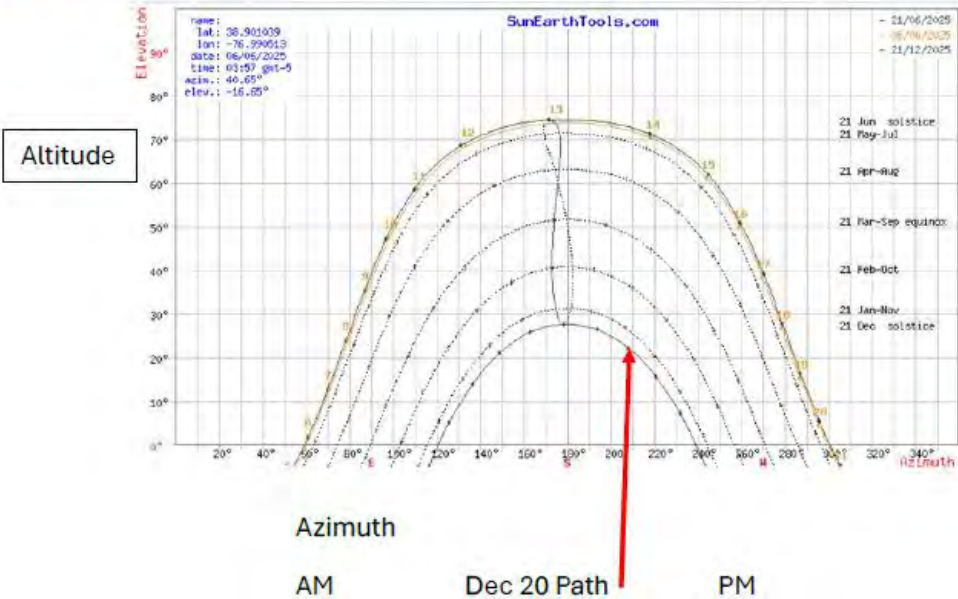 name:
SunEarthTools.com
lat: 38.901039
lon: -76.990513
date: 06/06/2025
time: 03:57 gmt-5
azim.: 40.65°
elev.: -16.65°
- 21/06/2025
- 06/06/2025
- 21/12/2025
Elevation
90°
80°
70°
60°
50°
40°
30°
20°
10°
0°
Altitude
6
7
8
9
10
11
12
13
14
15
16
17
18
19
20
21 Jun solstice
21 May-Jul
21 Apr-Aug
21 Mar-Sep equinox
21 Feb-Oct
21 Jan-Nov
21 Dec solstice
20° 40° 60° 80° E 100° 120° 140° 160° S 180° 200° 220° 240° W 260° 280° 300° 320° 340° Azimuth
Azimuth
AM Dec 20 Path PM